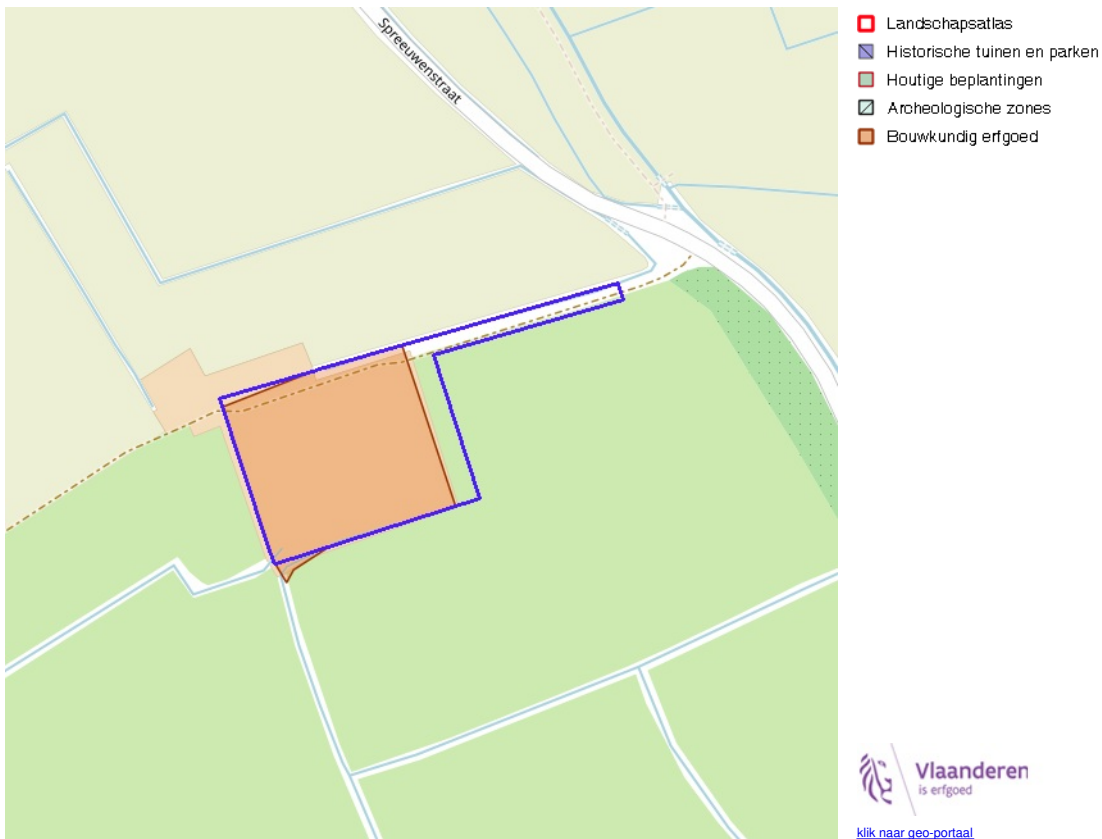 Spreeuwenstraat
Landschapsatlas
Historische tuinen en parken
Houtige beplantingen
Archeologische zones
Bouwkundig erfgoed
Vlaanderen
is erfgoed
klik naar geo-portaal